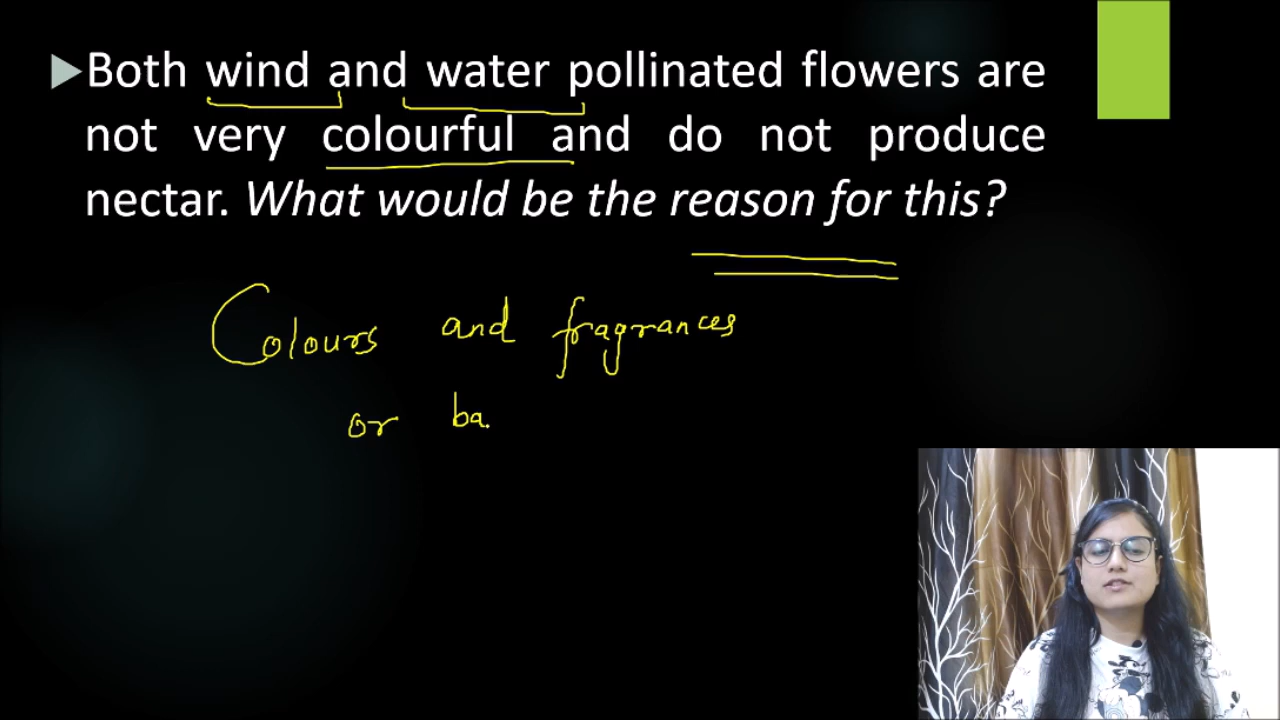 Both wind and water pollinated flowers are
not very colourful and do not produce
nectar. What would be the reason for this?
Colours and fragrances
or ba